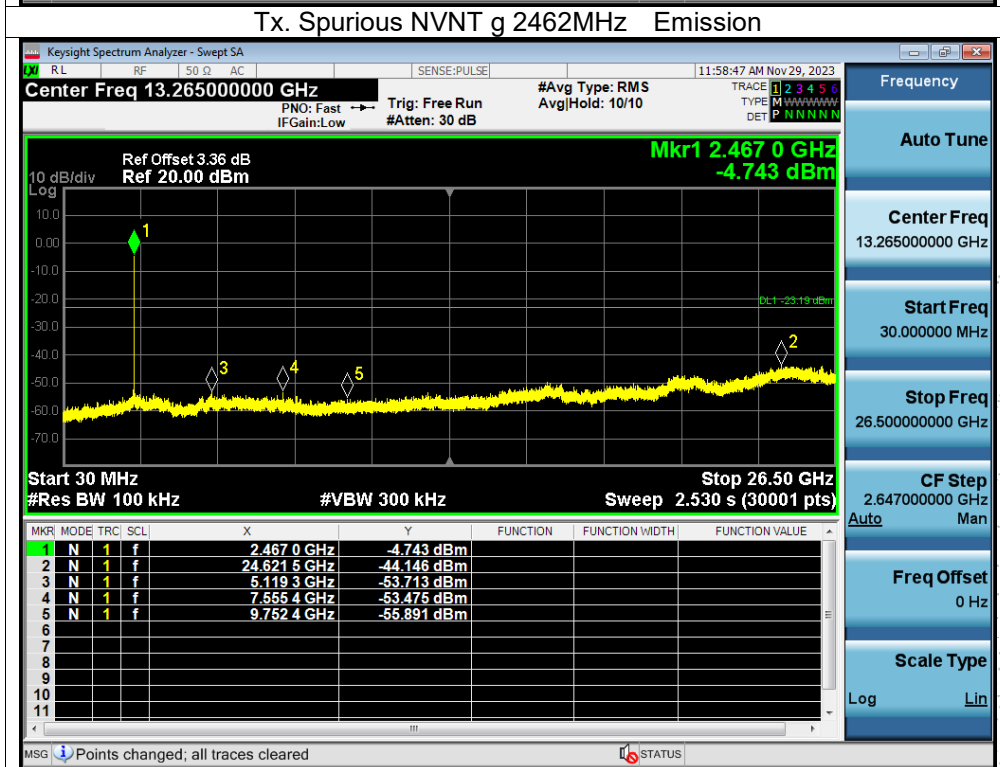 Tx. Spurious NVNT g 2462MHz Emission
Keysight Spectrum Analyzer - Swept SA
LXI RL RF 50 Ω AC SENSE:PULSE 11:58:47 AM Nov 29, 2023
Center Freq 13.265000000 GHz
PNO: Fast
IFGain:Low
Trig: Free Run
#Atten: 30 dB
#Avg Type: RMS
Avg|Hold: 10/10
TRACE 1 2 3 4 5 6
TYPE M WWWWW
DET P N N N N N
Ref Offset 3.36 dB
10 dB/div Ref 20.00 dBm
Log
Mkr1 2.467 0 GHz
-4.743 dBm
10.0
0.00
-10.0
-20.0
-30.0
-40.0
-50.0
-60.0
-70.0
1
2
3
4
5
DL1 -23.19 dBm
Start 30 MHz Stop 26.50 GHz
#Res BW 100 kHz #VBW 300 kHz Sweep 2.530 s (30001 pts)
MKR MODE TRC SCL X Y FUNCTION FUNCTION WIDTH FUNCTION VALUE
1 N 1 f 2.467 0 GHz -4.743 dBm
2 N 1 f 24.621 5 GHz -44.146 dBm
3 N 1 f 5.119 3 GHz -53.713 dBm
4 N 1 f 7.555 4 GHz -53.475 dBm
5 N 1 f 9.752 4 GHz -55.891 dBm
6
7
8
9
10
11
MSG Points changed; all traces cleared STATUS
Frequency
Auto Tune
Center Freq
13.265000000 GHz
Start Freq
30.000000 MHz
Stop Freq
26.500000000 GHz
CF Step
2.647000000 GHz
Auto Man
Freq Offset
0 Hz
Scale Type
Log Lin